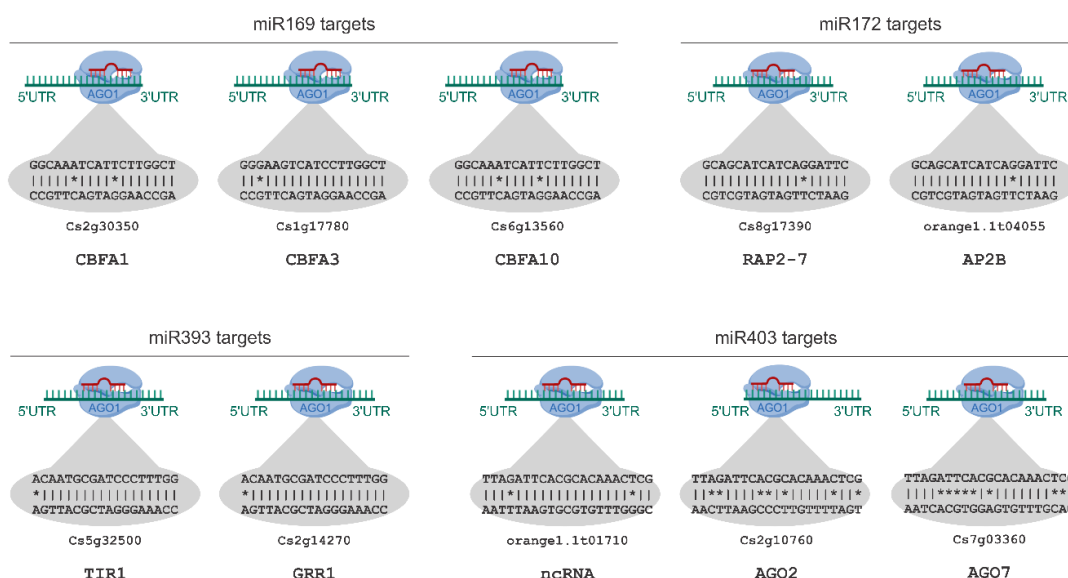 miR169 targets
AGO1
5'UTR 3'UTR
GGCAAATCATTCTTGGCT
CCGTTCAGTAGGAACCGA
Cs2g30350
CBFA1
AGO1
5'UTR 3'UTR
GGGAAGTCATCCTTGGCT
CCGTTCAGTAGGAACCGA
Cs1g17780
CBFA3
AGO1
5'UTR 3'UTR
GGCAAATCATTCTTGGCT
CCGTTCAGTAGGAACCGA
Cs6g13560
CBFA10
miR172 targets
AGO1
5'UTR 3'UTR
GCAGCATCATCAGGATTC
CGTCGTAGTAGTTCTAAG
Cs8g17390
RAP2-7
AGO1
5'UTR 3'UTR
GCAGCATCATCAGGATTC
CGTCGTAGTAGTTCTAAG
orange1.1t04055
AP2B
miR393 targets
AGO1
5'UTR 3'UTR
ACAATGCGATCCCTTTGG
AGTTACGCTAGGGAAACC
Cs5g32500
TIR1
AGO1
5'UTR 3'UTR
ACAATGCGATCCCTTTGG
AGTTACGCTAGGGAAACC
Cs2g14270
GRR1
miR403 targets
AGO1
5'UTR 3'UTR
TTAGATTCACGCACAAACTCG
AATTTAAGTGCGTGTTTGGGC
orange1.1t01710
ncRNA
AGO1
5'UTR 3'UTR
TTAGATTCACGCACAAACTCG
AACTTAAGCCCTTGTTTTAGT
Cs2g10760
AGO2
AGO1
5'UTR 3'UTR
TTAGATTCACGCACAAACTCG
Cs7g03360
AGO7